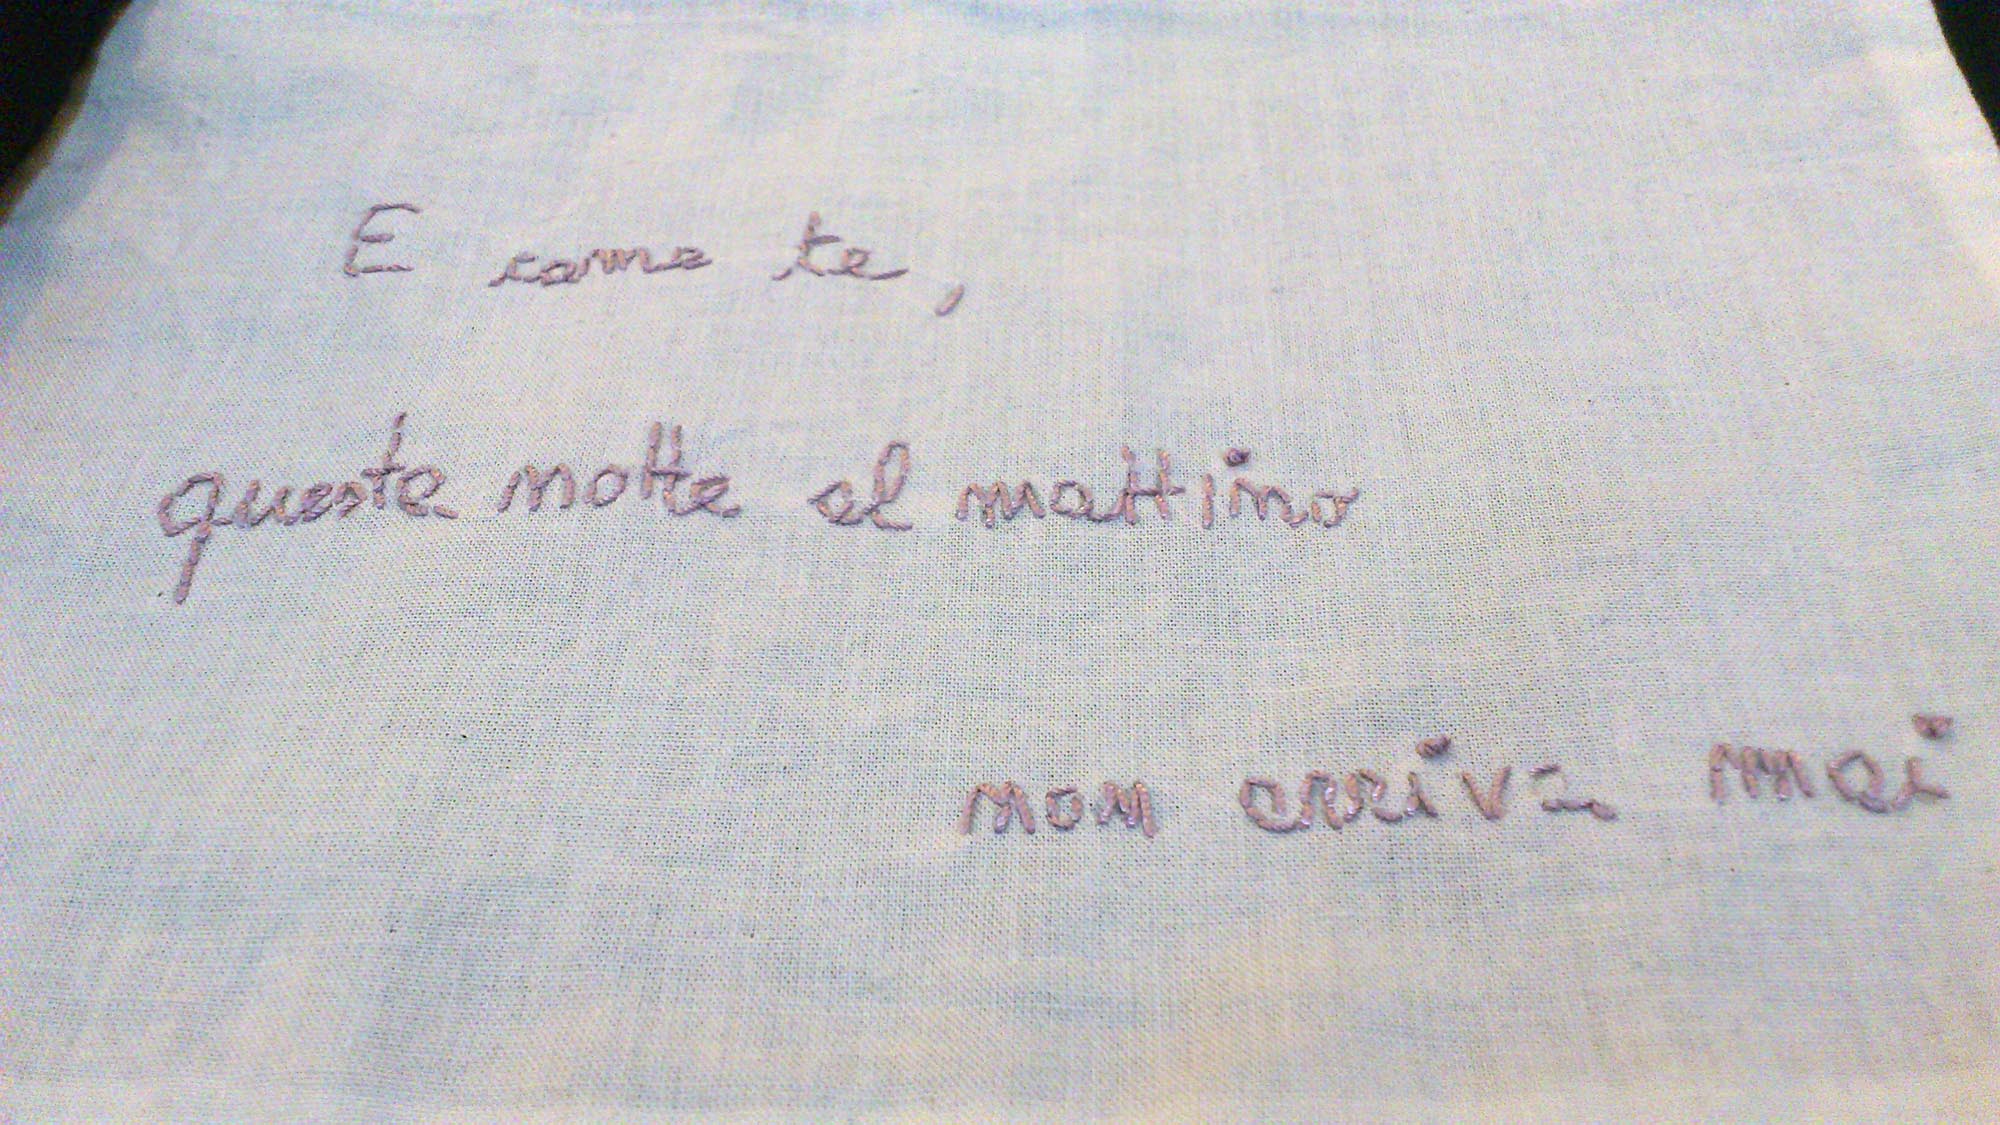 E come te,
questa notte al mattino
non arriva mai